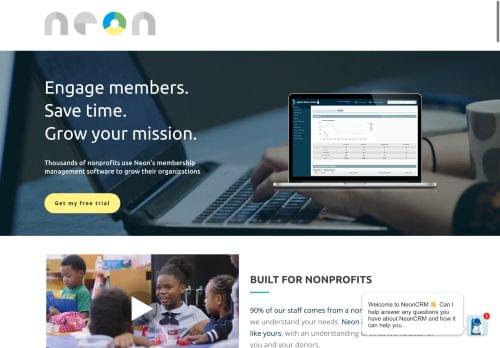 neon
Engage members.
Save time.
Grow your mission.
Thousands of nonprofits use Neon's membership
management software to grow their organizations
Get my free trial
BUILT FOR NONPROFITS
90% of our staff comes from a non
we understand your needs. Neon i
like yours, with an understanding
you and your donors.
Welcome to NeonCRM 👋 Can I
help answer any questions you
have about NeonCRM and how it
can help you...
1